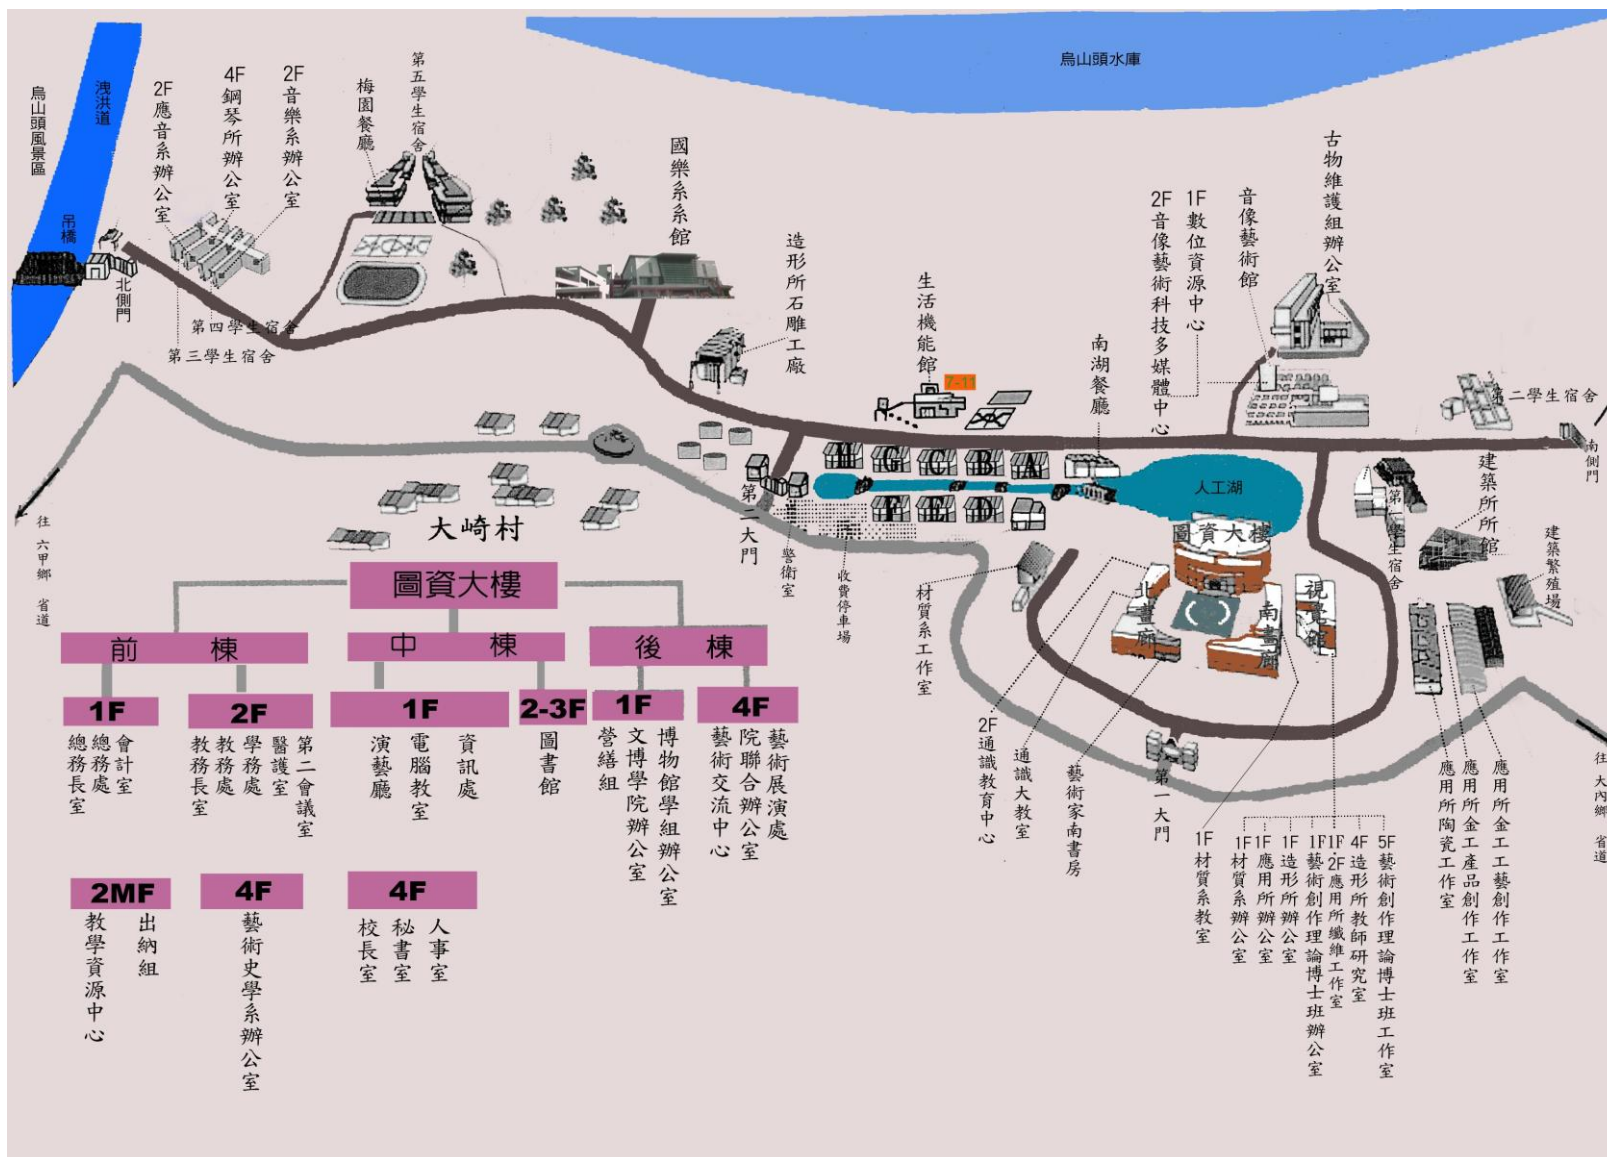 烏山頭水庫
烏山頭風景區
洩洪道
吊橋
北側門
2F應音系辦公室
4F鋼琴所辦公室
2F音樂系辦公室
第四學生宿舍
第三學生宿舍
梅園餐廳
第五學生宿舍
國樂系系館
造形所石雕工廠
生活機能館
7-11
南湖餐廳
2F音像藝術科技多媒體中心
1F數位資源中心
音像藝術館
古物維護組辦公室
第二學生宿舍
南側門
往 六甲鄉 省道
大崎村
第二大門
警衛室
收費停車場
H
G
C
B
A
F
E
D
人工湖
圖資大樓
北畫廊
南畫廊
視覺館
第一學生宿舍
建築所所館
建築繁殖場
材質系工作室
2F通識教育中心
通識大教室
藝術家南書房
第一大門
1F材質系教室
1F材質系辦公室
1F應用所辦公室
1F造形所辦公室
1F藝術創作理論博士班辦公室
1F-2F應用所纖維工作室
4F造形所教師研究室
5F藝術創作理論博士班工作室
應用所陶瓷工作室
應用所金工產品創作工作室
應用所金工工藝創作工作室
往 大內鄉 省道
圖資大樓
前 棟
中 棟
後 棟
1F
會計室
總務處
總務長室
2F
第二會議室
醫護室
學務處
教務處
教務長室
1F
資訊處
電腦教室
演藝廳
2-3F
圖書館
1F
博物館學組辦公室
文博學院辦公室
營繕組
4F
藝術展演處
院聯合辦公室
藝術交流中心
2MF
出納組
教學資源中心
4F
藝術史學系辦公室
4F
人事室
秘書室
校長室